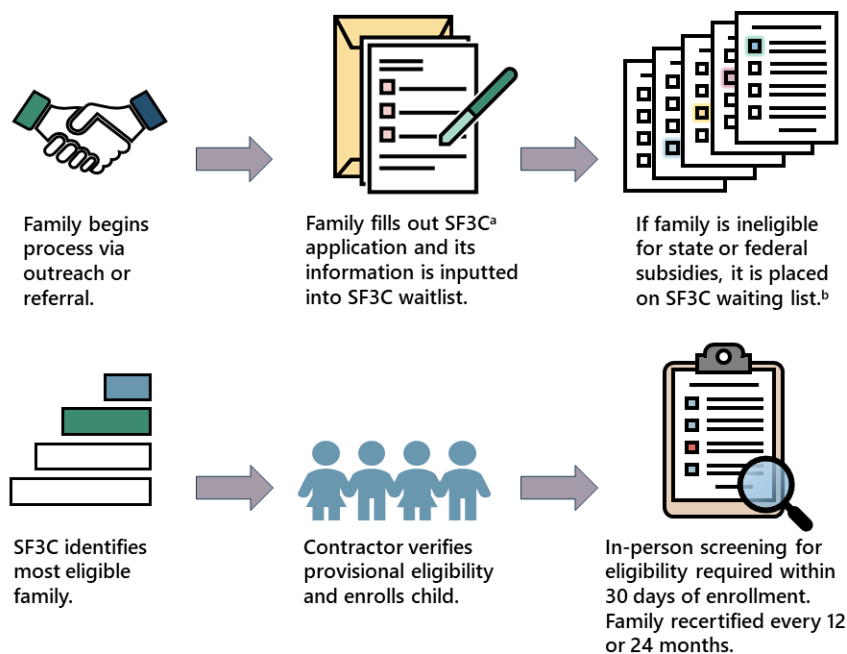 Family begins
process via
outreach or
referral.
Family fills out SF3Cᵃ
application and its
information is inputted
into SF3C waitlist.
If family is ineligible
for state or federal
subsidies, it is placed
on SF3C waiting list.ᵇ
SF3C identifies
most eligible
family.
Contractor verifies
provisional eligibility
and enrolls child.
In-person screening for
eligibility required within
30 days of enrollment.
Family recertified every 12
or 24 months.